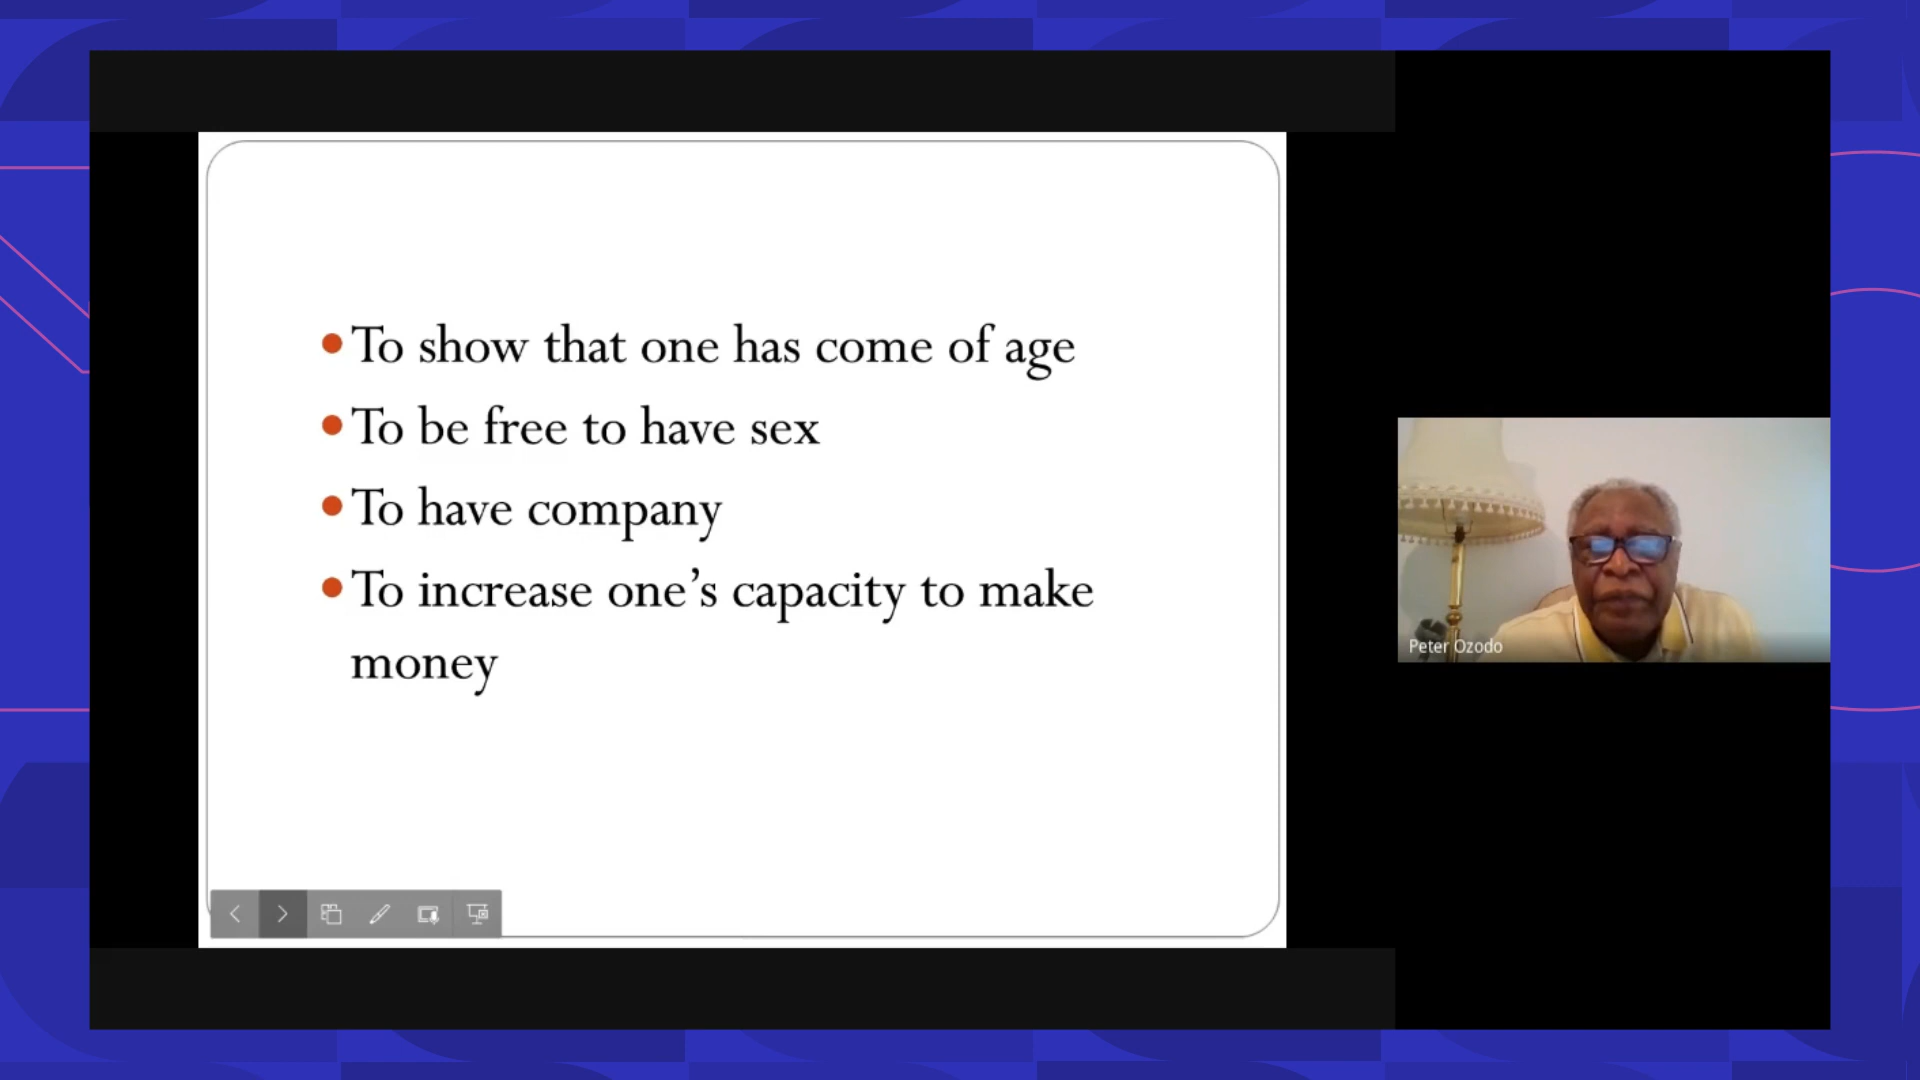 To show that one has come of age
To be free to have sex
To have company
To increase one’s capacity to make
money
Peter Ozodo